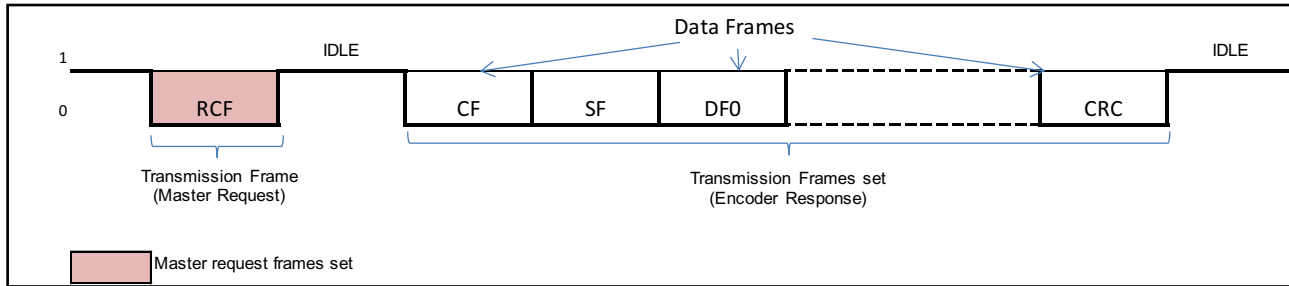 Data Frames
IDLE
IDLE
1
0
RCF
CF
SF
DF0
CRC
Transmission Frame
(Master Request)
Transmission Frames set
(Encoder Response)
Master request frames set